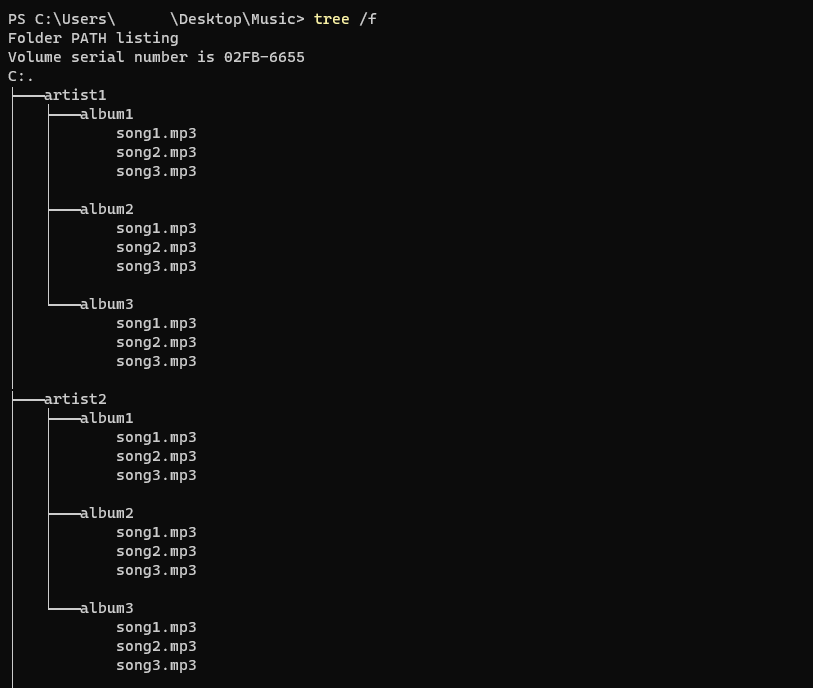 PS C:\Users\      \Desktop\Music> tree /f
Folder PATH listing
Volume serial number is 02FB-6655
C:.
├───artist1
│   ├───album1
│   │       song1.mp3
│   │       song2.mp3
│   │       song3.mp3
│   │
│   ├───album2
│   │       song1.mp3
│   │       song2.mp3
│   │       song3.mp3
│   │
│   └───album3
│           song1.mp3
│           song2.mp3
│           song3.mp3
│
├───artist2
│   ├───album1
│   │       song1.mp3
│   │       song2.mp3
│   │       song3.mp3
│   │
│   ├───album2
│   │       song1.mp3
│   │       song2.mp3
│   │       song3.mp3
│   │
│   └───album3
│           song1.mp3
│           song2.mp3
│           song3.mp3
│